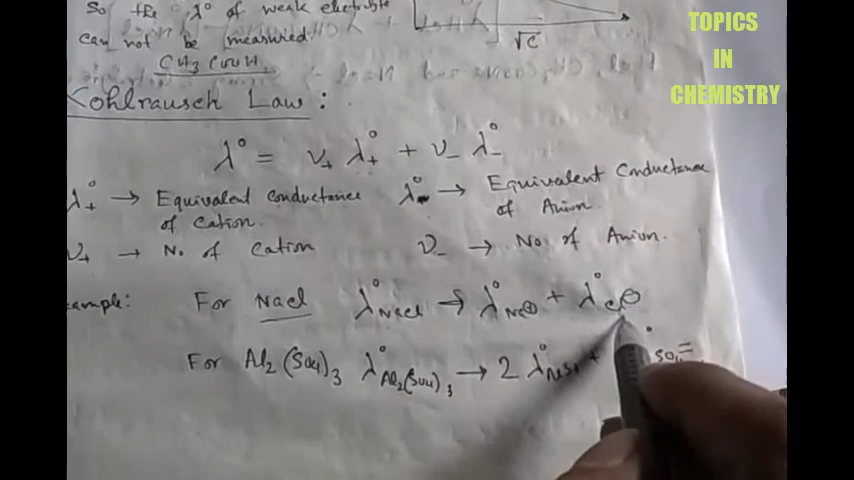 So the λ° of weak electrolyte
can not be measured.
CH3COOH
√C
TOPICS
IN
CHEMISTRY
Kohlrausch Law :
λ° = ν+ λ°+ + ν- λ°-
λ°+ → Equivalent conductance of Cation.
λ°- → Equivalent Conductance of Anion.
ν+ → No of Cation
ν- → No of Anion.
example: For NaCl λ°NaCl → λ°Na⊕ + λ°Cl⊖
For Al2(SO4)3 λ°Al2(SO4)3 → 2 λ° + ° SO4=